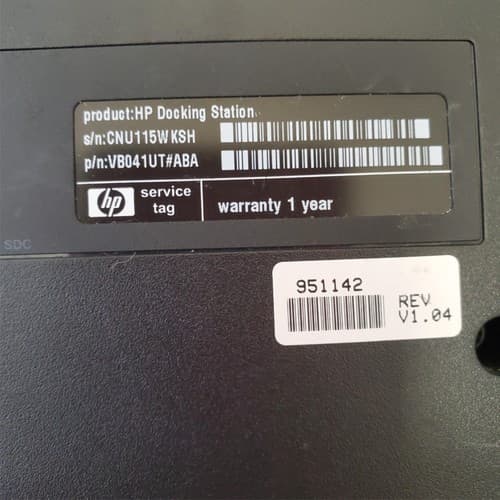 product:HP Docking Station
s/n:CNU115WKSH
p/n:VB041UT#ABA
hp
service
tag
warranty 1 year
SDC
951142
REV
V1.04